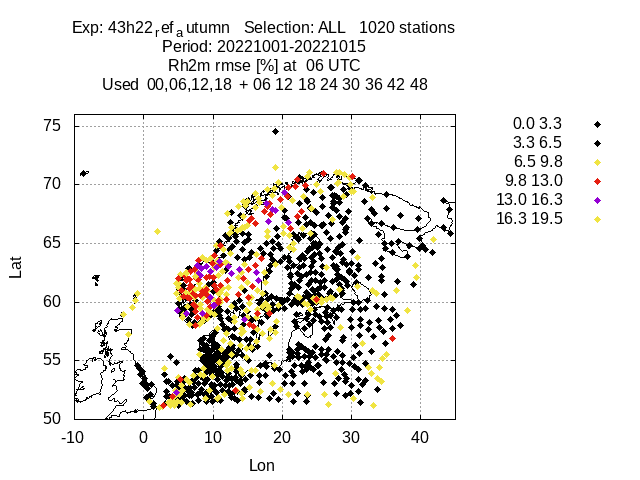 Exp: 43h22_ref_autumn   Selection: ALL   1020 stations
Period: 20221001-20221015
Rh2m rmse [%] at  06 UTC
Used  00,06,12,18  + 06 12 18 24 30 36 42 48
75
70
65
60
55
50
-10 0 10 20 30 40
Lat
Lon
0.0 3.3
3.3 6.5
6.5 9.8
9.8 13.0
13.0 16.3
16.3 19.5